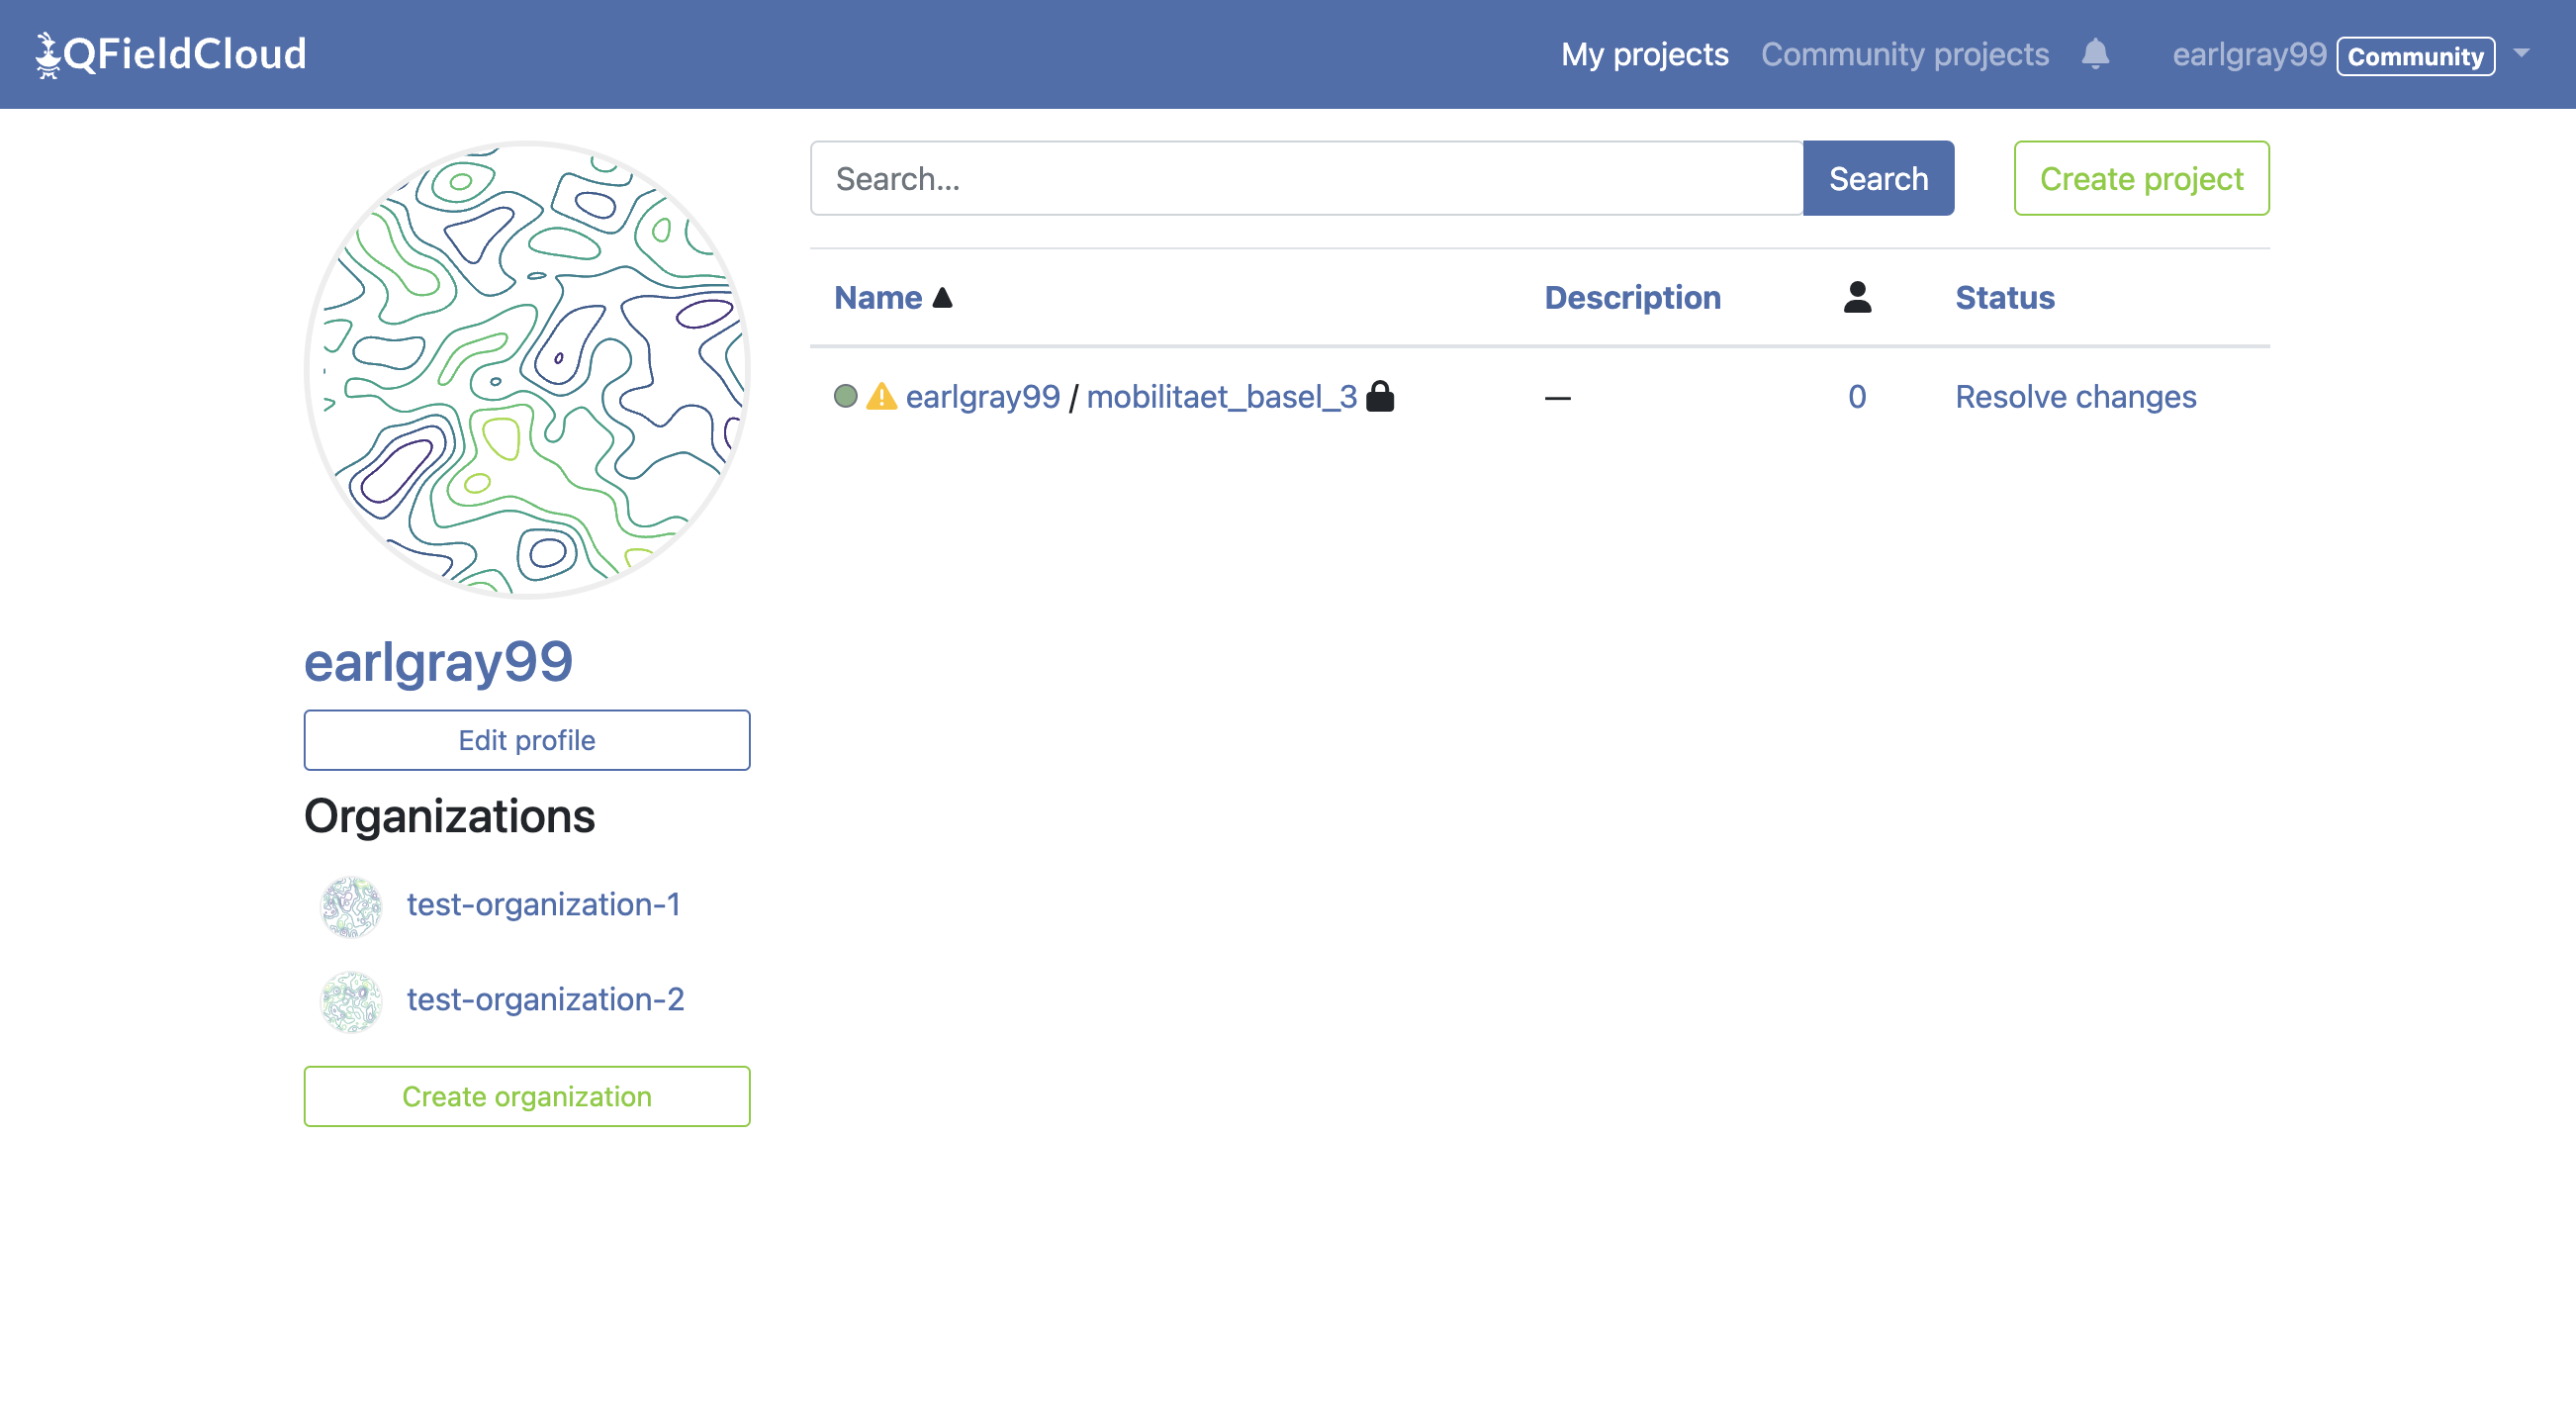 QFieldCloud
My projects Community projects earlgray99 Community
Search... Search Create project
Name Description Status
earlgray99 / mobilitaet_basel_3 — 0 Resolve changes
earlgray99
Edit profile
Organizations
test-organization-1
test-organization-2
Create organization